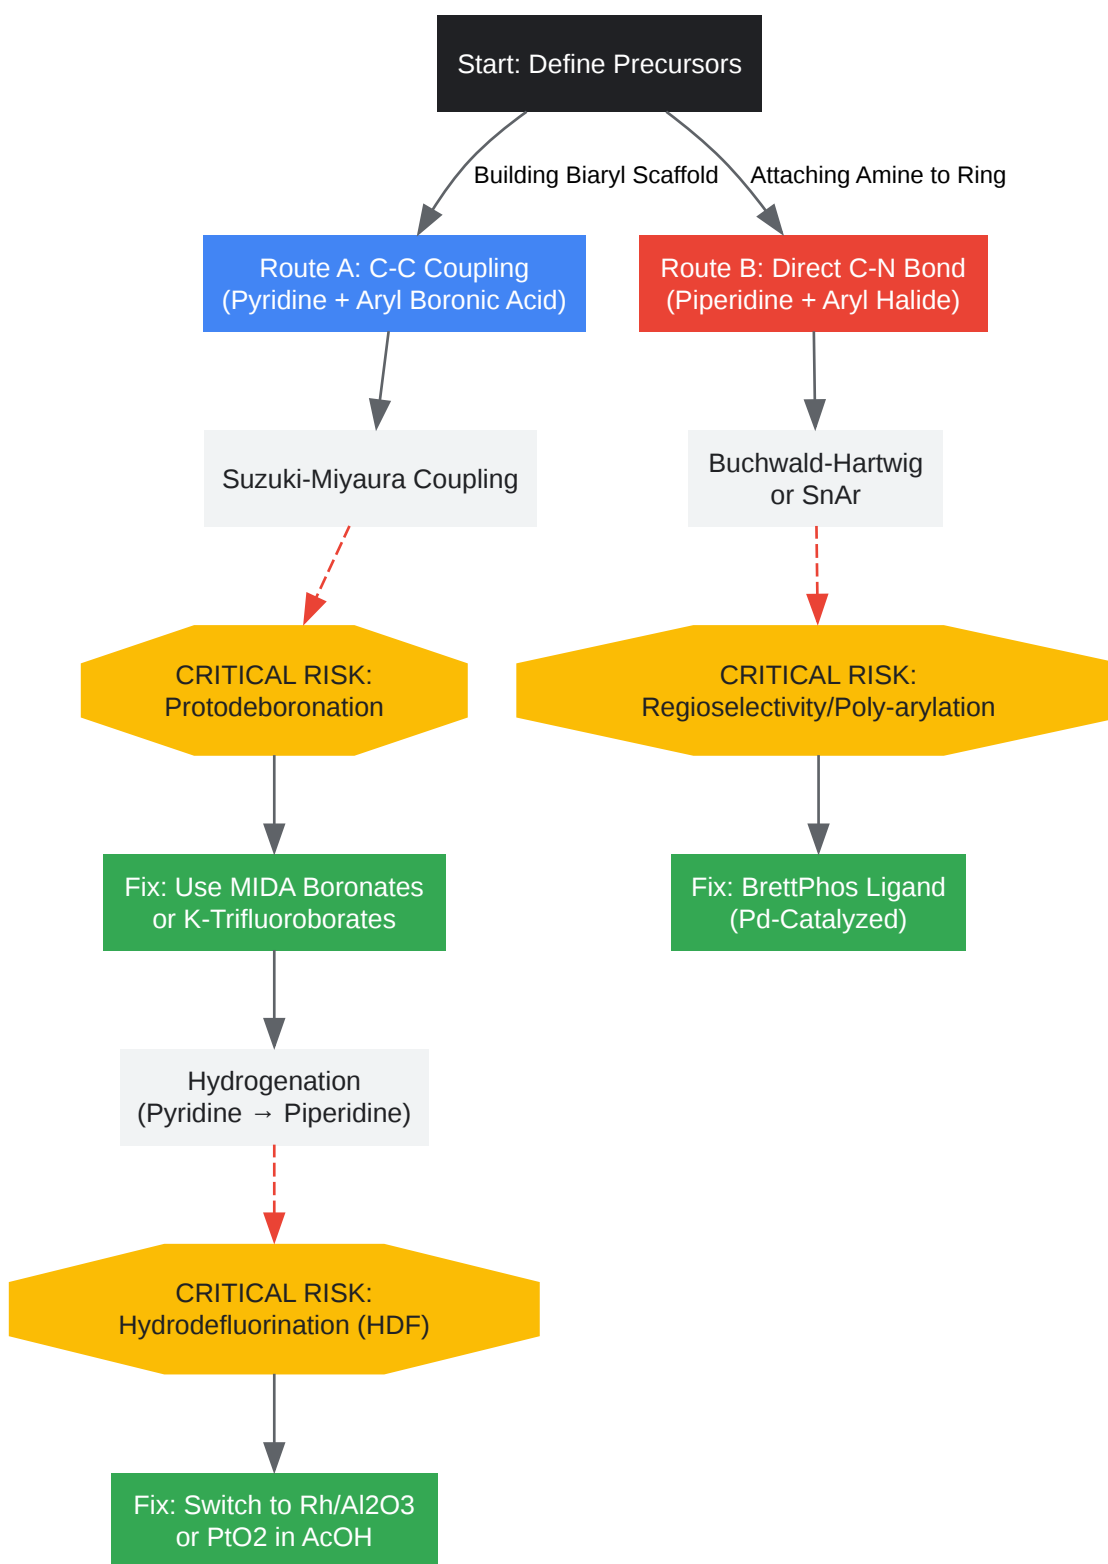 Start: Define Precursors
Building Biaryl Scaffold
Attaching Amine to Ring
Route A: C-C Coupling
(Pyridine + Aryl Boronic Acid)
Route B: Direct C-N Bond
(Piperidine + Aryl Halide)
Suzuki-Miyaura Coupling
Buchwald-Hartwig
or SnAr
CRITICAL RISK:
Protodeboronation
CRITICAL RISK:
Regioselectivity/Poly-arylation
Fix: Use MIDA Boronates
or K-Trifluoroborates
Fix: BrettPhos Ligand
(Pd-Catalyzed)
Hydrogenation
(Pyridine → Piperidine)
CRITICAL RISK:
Hydrodefluorination (HDF)
Fix: Switch to Rh/Al2O3
or PtO2 in AcOH